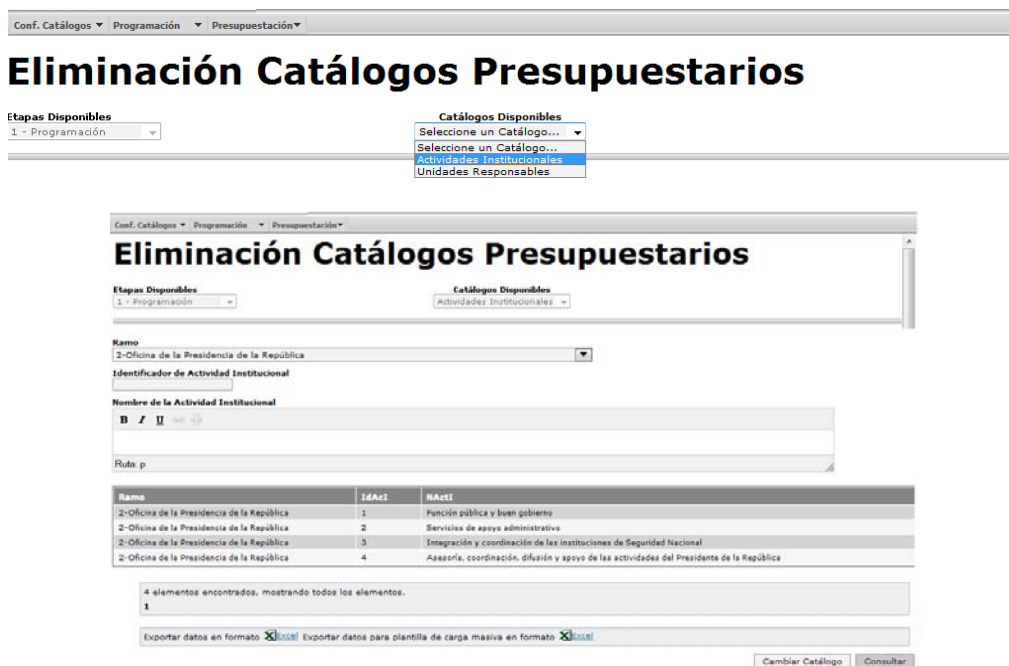 Conf. Catálogos Programación Presupuestación
Eliminación Catálogos Presupuestarios
Etapas Disponibles Catálogos Disponibles
1 - Programación Seleccione un Catálogo...
Seleccione un Catálogo...
Actividades Institucionales
Unidades Responsables
Conf. Catálogos Programación Presupuestación
Eliminación Catálogos Presupuestarios
Etapas Disponibles Catálogos Disponibles
1 - Programación Actividades Institucionales
Ramo
2-Oficina de la Presidencia de la República
Identificador de Actividad Institucional
Nombre de la Actividad Institucional
B I U
Ruta: p
Ramo IdAcI NActI
2-Oficina de la Presidencia de la República 1 Función pública y buen gobierno
2-Oficina de la Presidencia de la República 2 Servicios de apoyo administrativo
2-Oficina de la Presidencia de la República 3 Integración y coordinación de las instituciones de Seguridad Nacional
2-Oficina de la Presidencia de la República 4 Asesoría, coordinación, difusión y apoyo de las actividades del Presidente de la República
4 elementos encontrados, mostrando todos los elementos.
1
Exportar datos en formato Excel Exportar datos para plantilla de carga masiva en formato Excel
Cambiar Catálogo Consultar